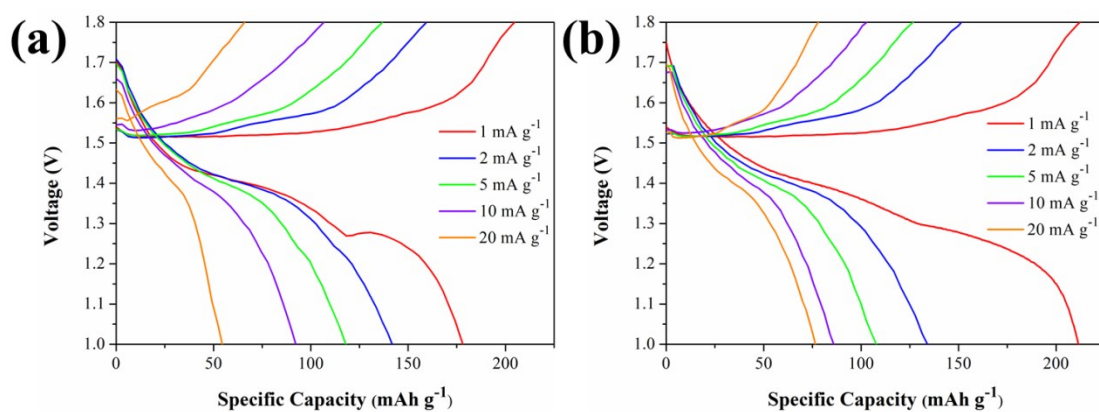 (a)
1.8
1.7
1.6
1.5
1.4
1.3
1.2
1.1
1.0
Voltage (V)
1 mA g⁻¹
2 mA g⁻¹
5 mA g⁻¹
10 mA g⁻¹
20 mA g⁻¹
0 50 100 150 200
Specific Capacity (mAh g⁻¹)
(b)
1.8
1.7
1.6
1.5
1.4
1.3
1.2
1.1
1.0
Voltage (V)
1 mA g⁻¹
2 mA g⁻¹
5 mA g⁻¹
10 mA g⁻¹
20 mA g⁻¹
0 50 100 150 200
Specific Capacity (mAh g⁻¹)